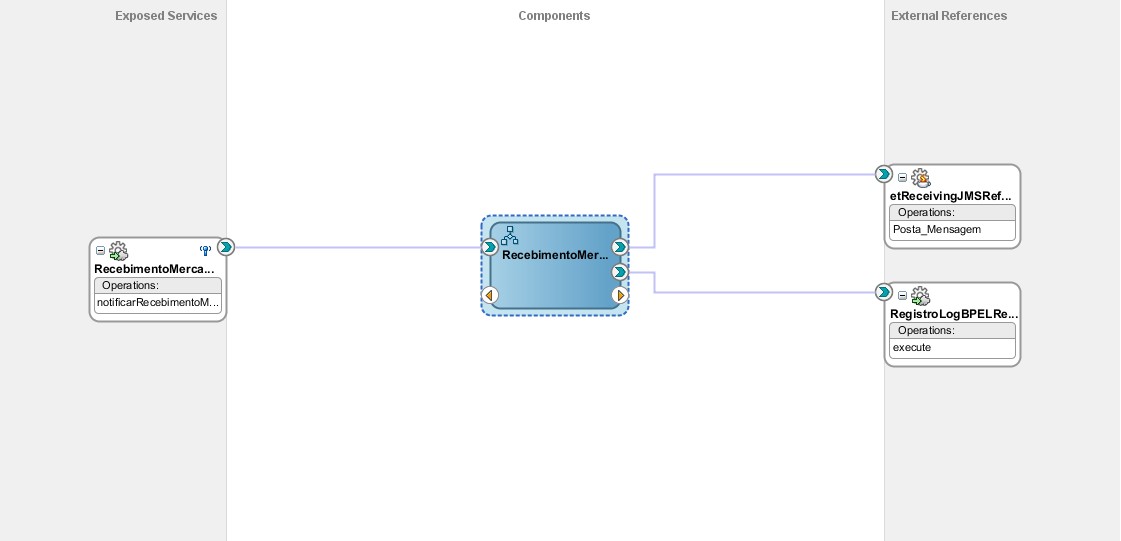 Exposed Services
Components
External References
etReceivingJMSRef...
Operations:
Posta_Mensagem
RecebimentoMerca...
Operations:
notificarRecebimentoM...
RecebimentoMer...
RegistroLogBPELRe...
Operations:
execute